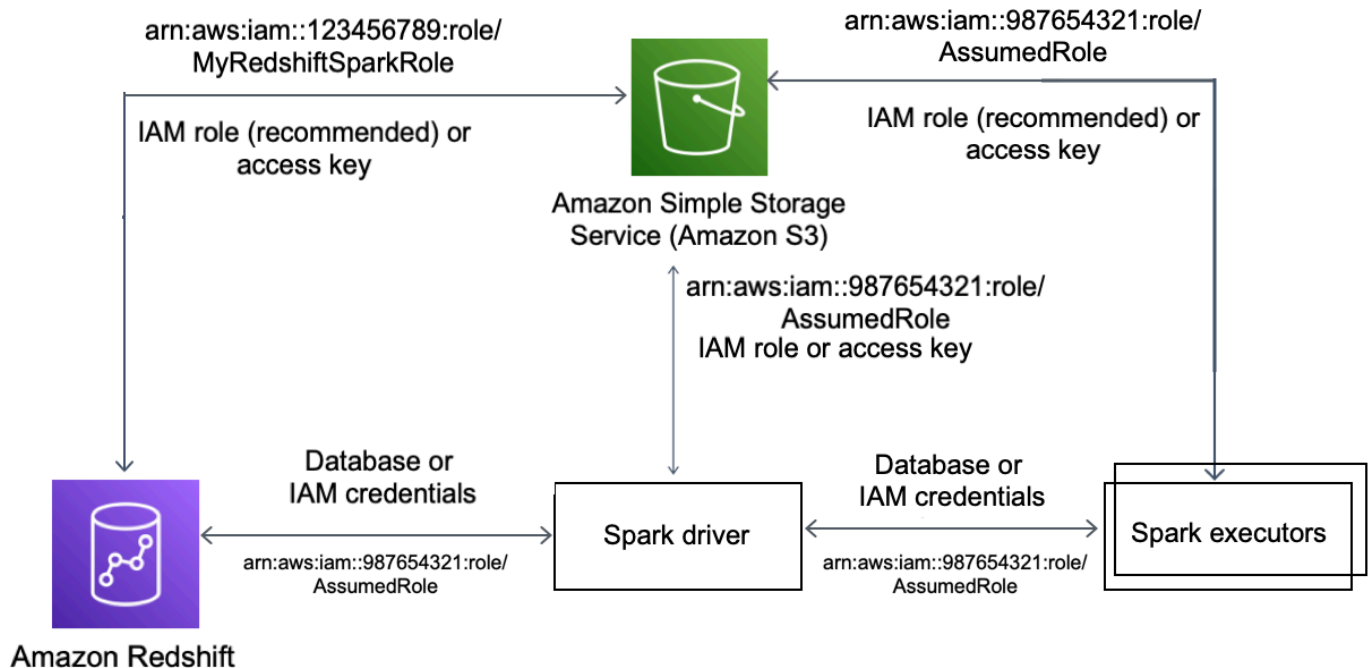 arn:aws:iam::123456789:role/
MyRedshiftSparkRole
IAM role (recommended) or
access key
arn:aws:iam::987654321:role/
AssumedRole
IAM role (recommended) or
access key
Amazon Simple Storage
Service (Amazon S3)
arn:aws:iam::987654321:role/
AssumedRole
IAM role or access key
Database or
IAM credentials
arn:aws:iam::987654321:role/
AssumedRole
Spark driver
Database or
IAM credentials
arn:aws:iam::987654321:role/
AssumedRole
Spark executors
Amazon Redshift